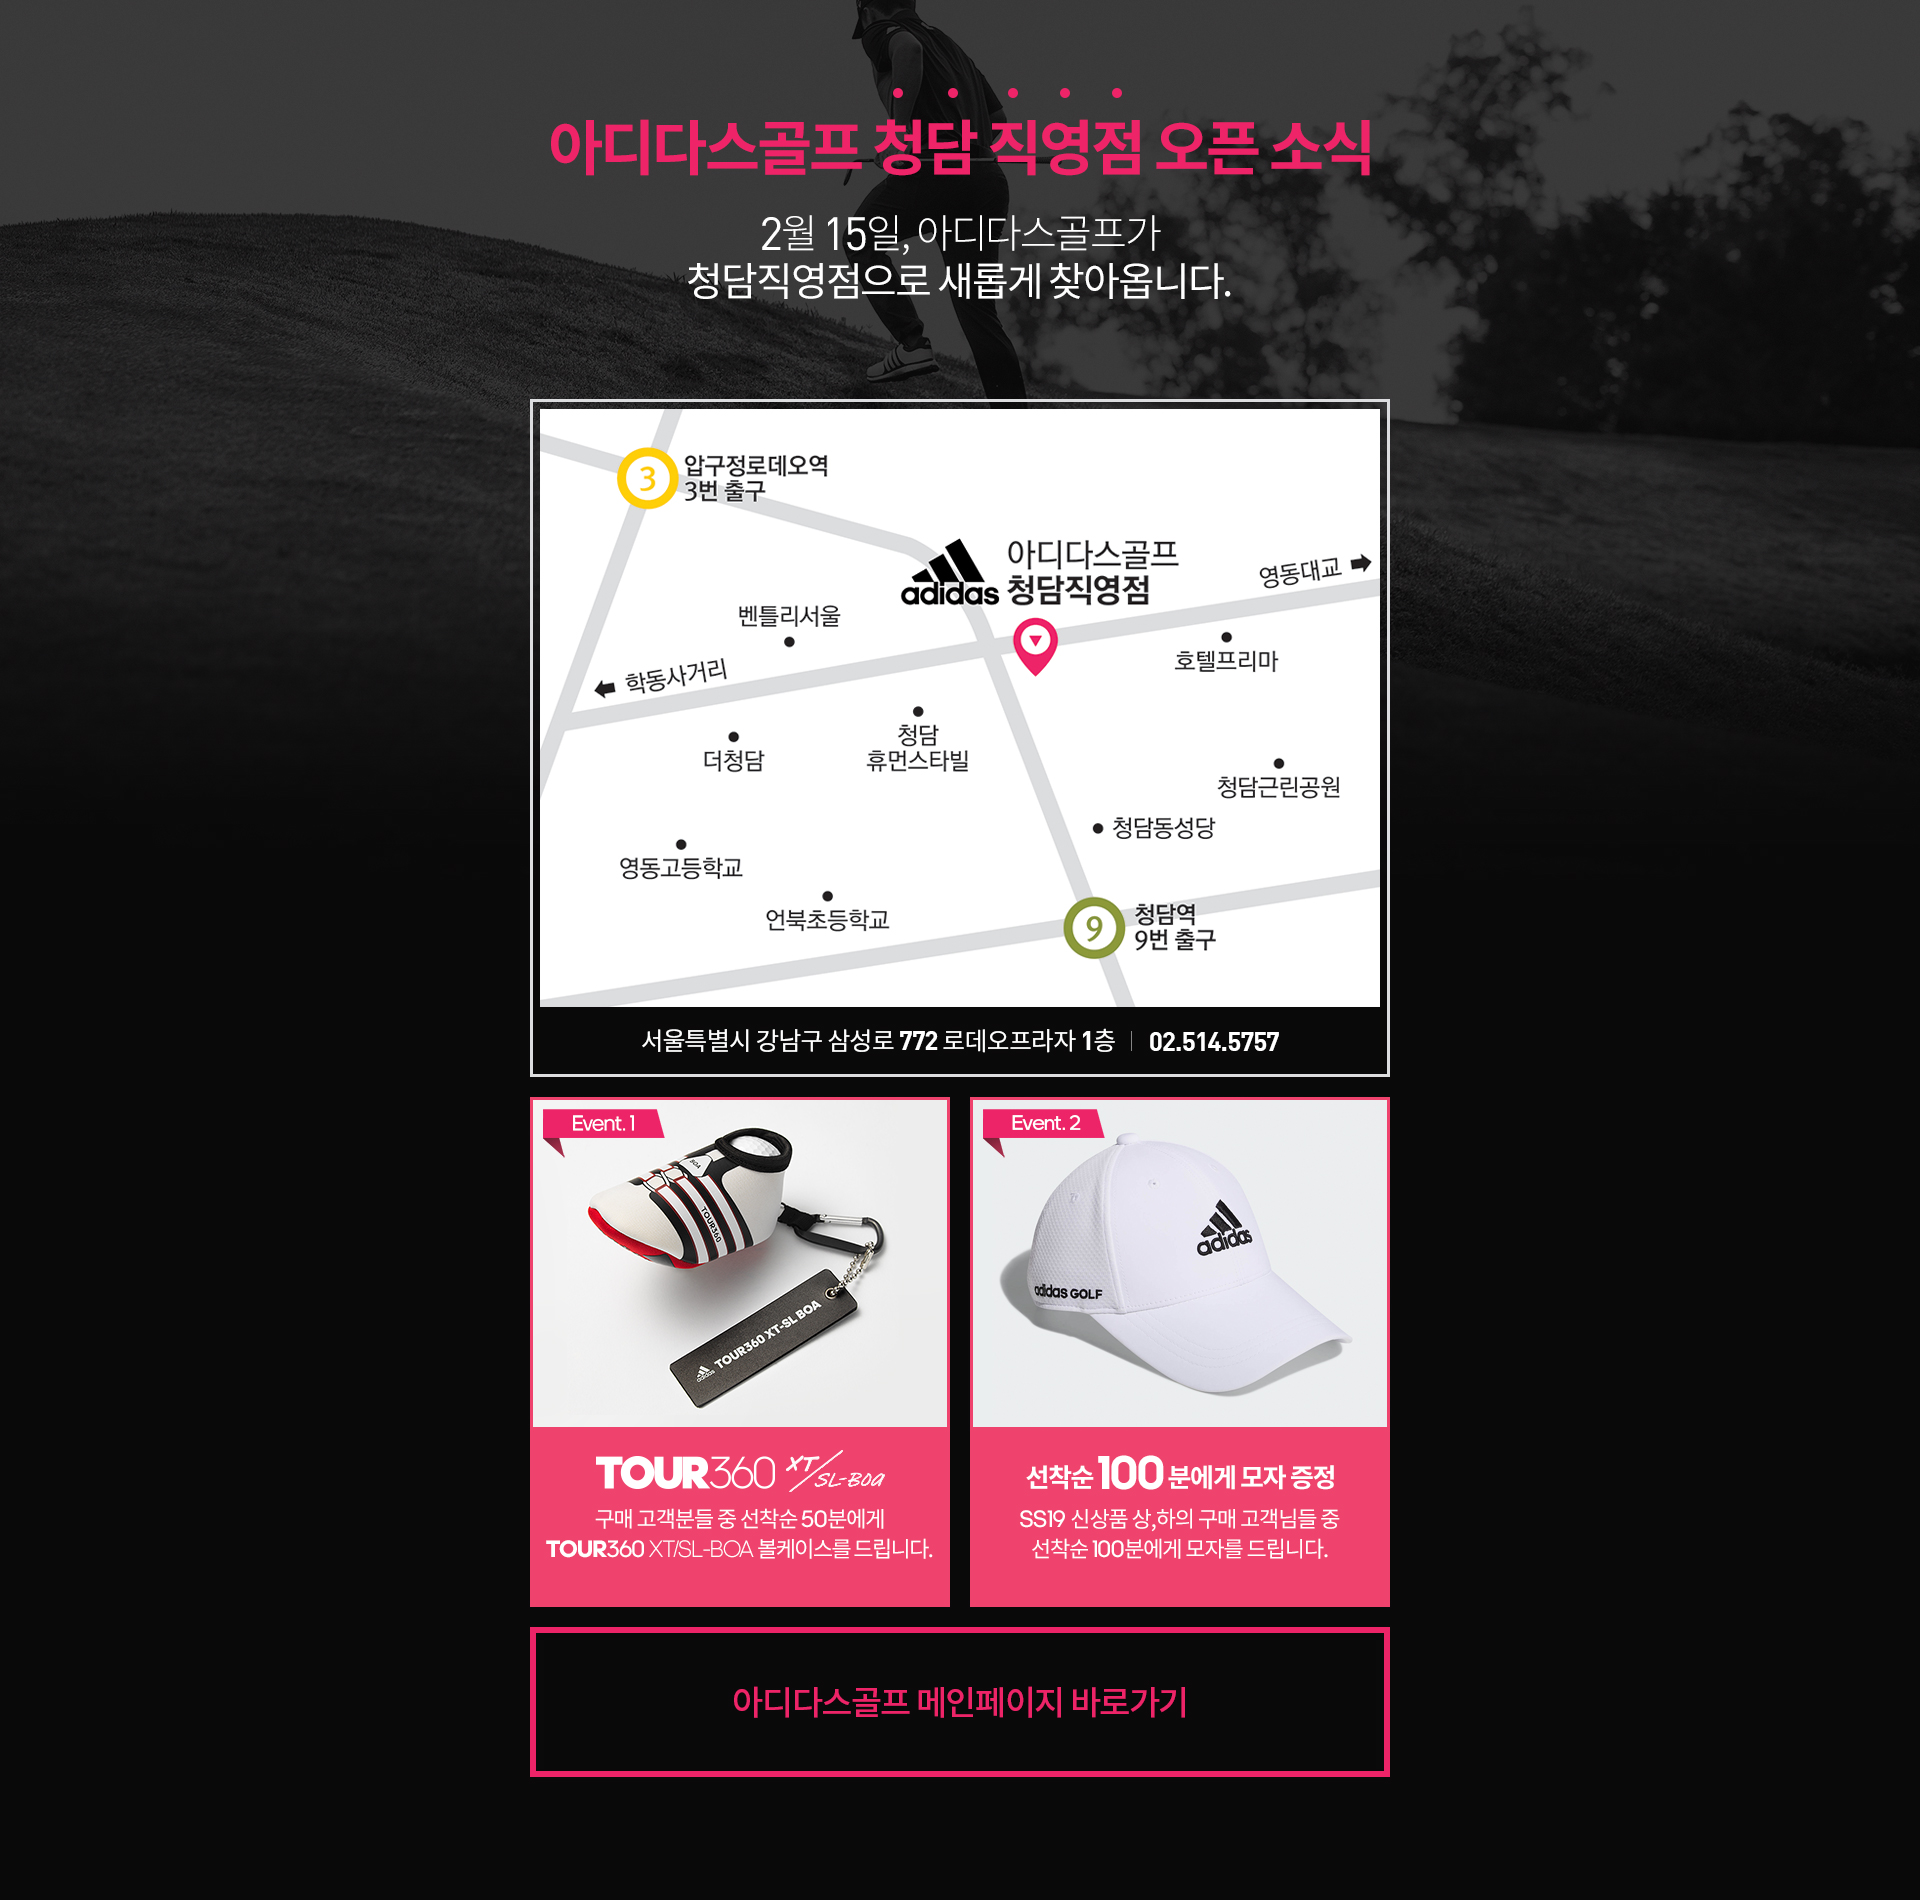 아디다스골프 청담 직영점 오픈 소식
2월 15일, 아디다스골프가
청담직영점으로 새롭게 찾아옵니다.
3
압구정로데오역
3번 출구
adidas
아디다스골프
청담직영점
영동대교
벤틀리서울
호텔프리마
학동사거리
더청담
청담
휴먼스타빌
청담근린공원
청담동성당
영동고등학교
언북초등학교
9
청담역
9번 출구
서울특별시 강남구 삼성로 772 로데오프라자 1층 | 02.514.5757
Event. 1
BOA
TOUR360
adidas TOUR360 XT-SL BOA
TOUR360 XT/SL-BOA
구매 고객분들 중 선착순 50분에게
TOUR360 XT/SL-BOA 볼케이스를 드립니다.
Event. 2
adidas
adidas GOLF
선착순 100분에게 모자 증정
SS19 신상품 상,하의 구매 고객님들 중
선착순 100분에게 모자를 드립니다.
아디다스골프 메인페이지 바로가기